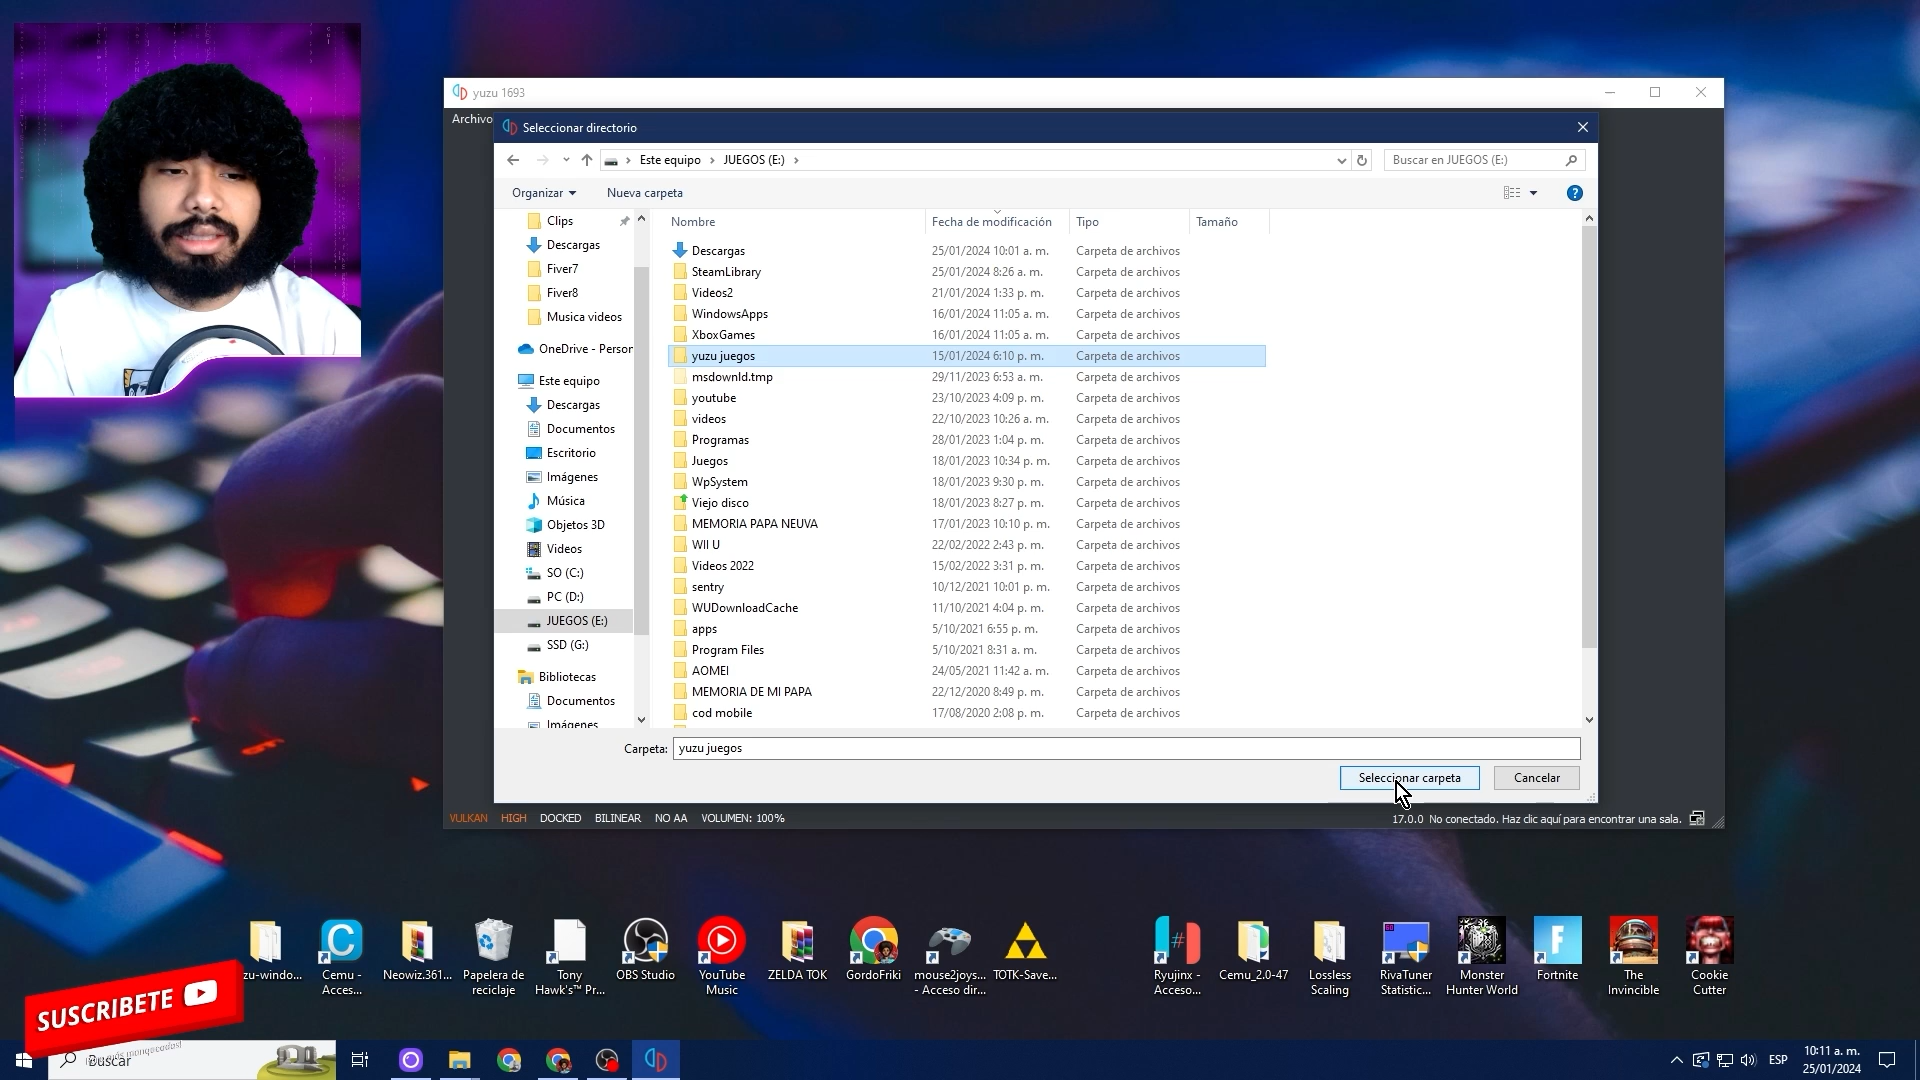 yuzu 1693
Archivo
Seleccionar directorio
Este equipo > JUEGOS (E:) >
Buscar en JUEGOS (E:)
Organizar
Nueva carpeta
Clips
Descargas
Fiver7
Fiver8
Musica videos
OneDrive - Person
Este equipo
Descargas
Documentos
Escritorio
Imágenes
Música
Objetos 3D
Videos
SO (C:)
PC (D:)
JUEGOS (E:)
SSD (G:)
Bibliotecas
Documentos
Imágenes
Nombre Fecha de modificación Tipo Tamaño
Descargas 25/01/2024 10:01 a. m. Carpeta de archivos
SteamLibrary 25/01/2024 8:26 a. m. Carpeta de archivos
Videos2 21/01/2024 1:33 p. m. Carpeta de archivos
WindowsApps 16/01/2024 11:05 a. m. Carpeta de archivos
XboxGames 16/01/2024 11:05 a. m. Carpeta de archivos
yuzu juegos 15/01/2024 6:10 p. m. Carpeta de archivos
msdownld.tmp 29/11/2023 6:53 a. m. Carpeta de archivos
youtube 23/10/2023 4:09 p. m. Carpeta de archivos
videos 22/10/2023 10:26 a. m. Carpeta de archivos
Programas 28/01/2023 1:04 p. m. Carpeta de archivos
Juegos 18/01/2023 10:34 p. m. Carpeta de archivos
WpSystem 18/01/2023 9:30 p. m. Carpeta de archivos
Viejo disco 18/01/2023 8:27 p. m. Carpeta de archivos
MEMORIA PAPA NEUVA 17/01/2023 10:10 p. m. Carpeta de archivos
WII U 22/02/2022 2:43 p. m. Carpeta de archivos
Videos 2022 15/02/2022 3:31 p. m. Carpeta de archivos
sentry 10/12/2021 10:01 p. m. Carpeta de archivos
WUDownloadCache 11/10/2021 4:04 p. m. Carpeta de archivos
apps 5/10/2021 6:55 p. m. Carpeta de archivos
Program Files 5/10/2021 8:31 a. m. Carpeta de archivos
AOMEI 24/05/2021 11:42 a. m. Carpeta de archivos
MEMORIA DE MI PAPA 22/12/2020 8:49 p. m. Carpeta de archivos
cod mobile 17/08/2020 2:08 p. m. Carpeta de archivos
Carpeta: yuzu juegos
Seleccionar carpeta
Cancelar
VULKAN HIGH DOCKED BILINEAR NO AA VOLUMEN: 100%
17.0.0 No conectado. Haz clic aquí para encontrar una sala.
zu-windo...
Cemu -
Acces...
Neowiz.361...
Papelera de
reciclaje
Tony
Hawk's™ Pr...
OBS Studio
YouTube
Music
ZELDA TOK
GordoFriki
mouse2joys...
- Acceso dir...
TOTK-Save...
Ryujinx -
Acceso...
Cemu_2.0-47
Lossless
Scaling
RivaTuner
Statistic...
Monster
Hunter World
Fortnite
The
Invincible
Cookie
Cutter
SUSCRIBETE
Buscar
ESP
10:11 a. m.
25/01/2024